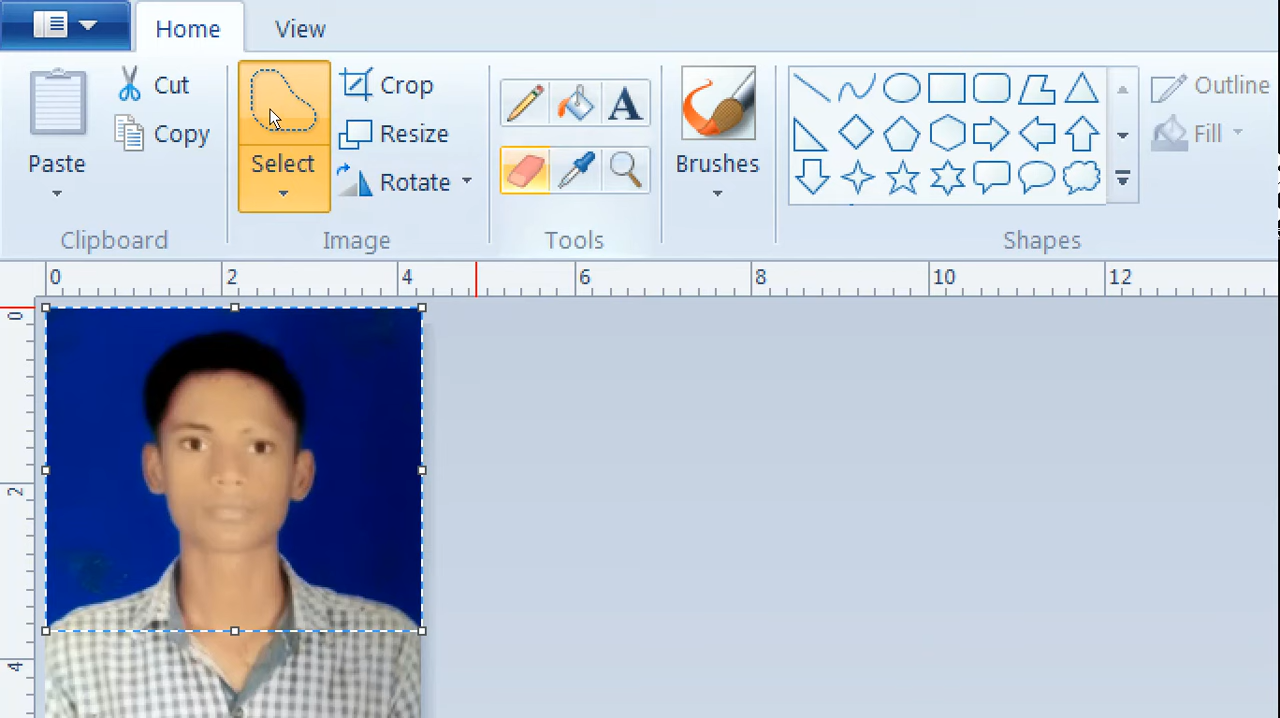 Home View
Cut
Copy
Paste
Clipboard
Select
Crop
Resize
Rotate
Image
A
Tools
Brushes
Outline
Fill
Shapes
0 2 4 6 8 10 12
0
2
4